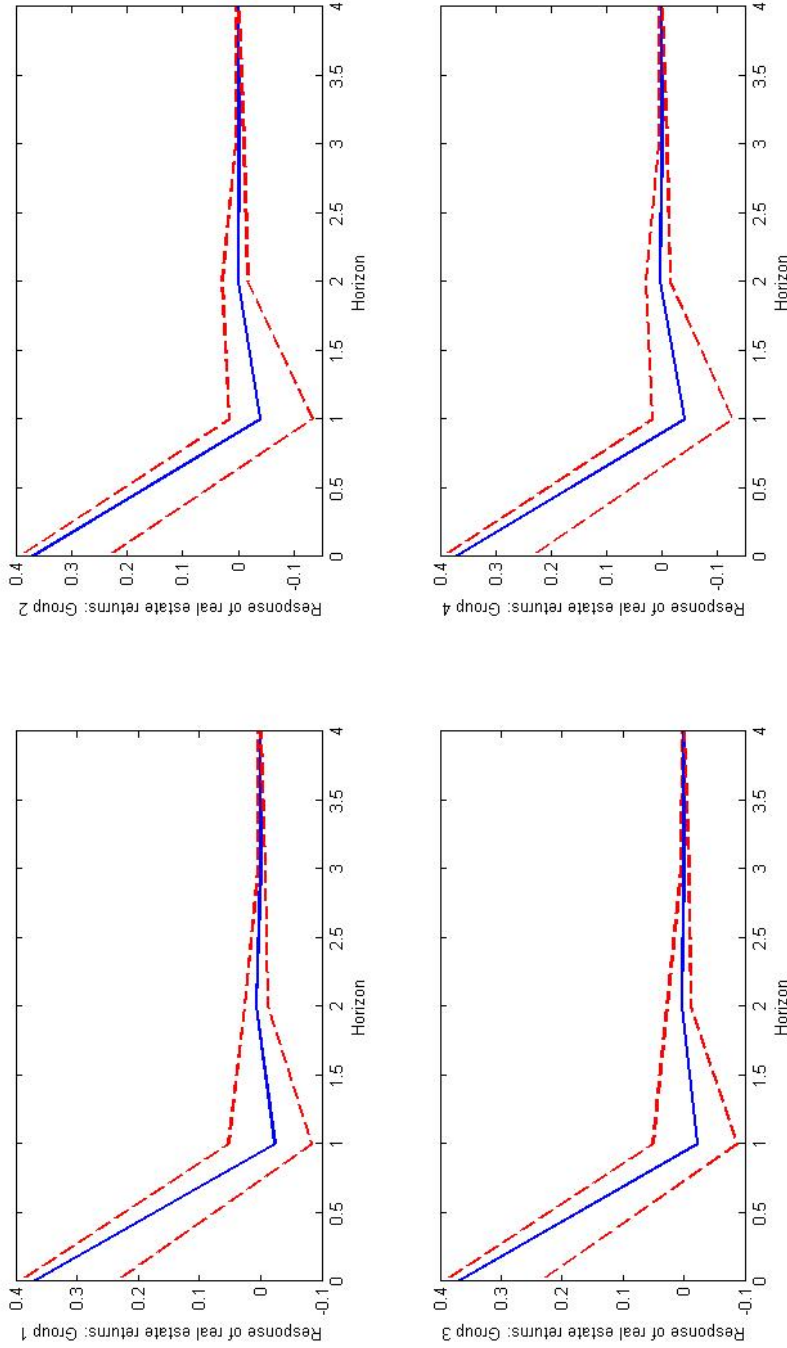 Response of real estate returns: Group 1
0.4
0.3
0.2
0.1
0
-0.1
0 0.5 1 1.5 2 2.5 3 3.5 4
Horizon
Response of real estate returns: Group 2
0.4
0.3
0.2
0.1
0
-0.1
0 0.5 1 1.5 2 2.5 3 3.5 4
Horizon
Response of real estate returns: Group 3
0.4
0.3
0.2
0.1
0
-0.1
0 0.5 1 1.5 2 2.5 3 3.5 4
Horizon
Response of real estate returns: Group 4
0.4
0.3
0.2
0.1
0
-0.1
0 0.5 1 1.5 2 2.5 3 3.5 4
Horizon